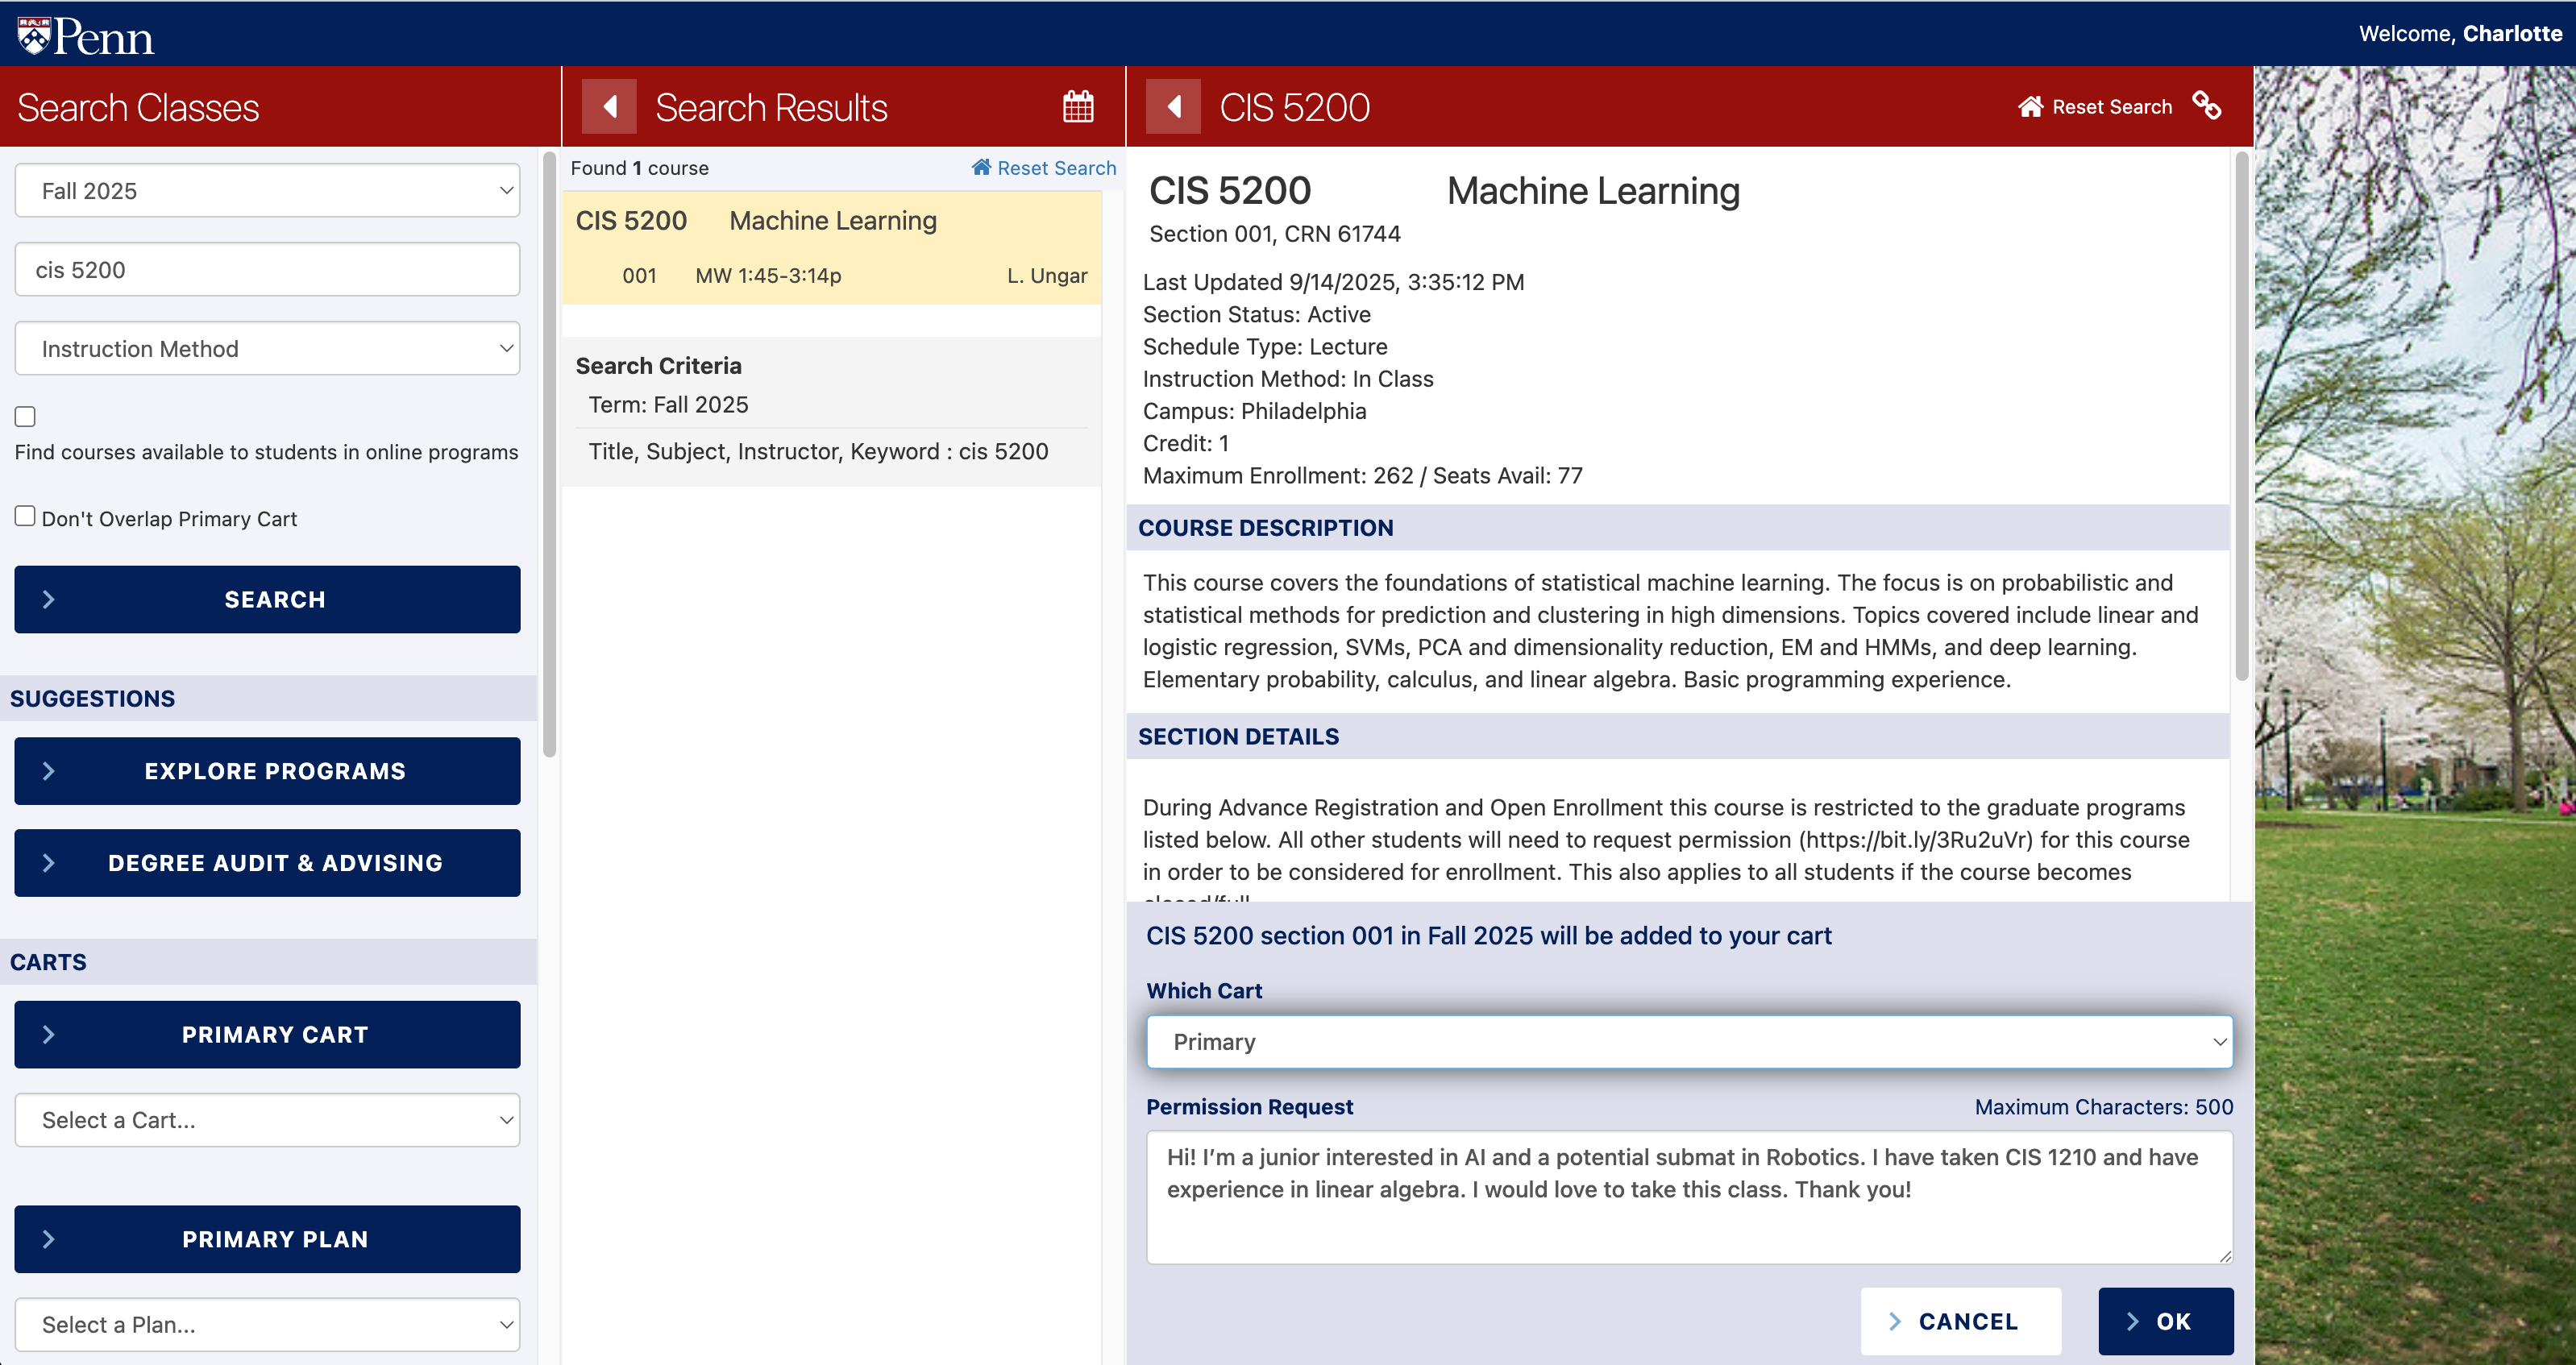 Penn
Welcome, Charlotte
Search Classes
Fall 2025
cis 5200
Instruction Method
Find courses available to students in online programs
Don't Overlap Primary Cart
SEARCH
SUGGESTIONS
EXPLORE PROGRAMS
DEGREE AUDIT & ADVISING
CARTS
PRIMARY CART
Select a Cart...
PRIMARY PLAN
Select a Plan...
Search Results
Found 1 course Reset Search
CIS 5200 Machine Learning
001 MW 1:45-3:14p L. Ungar
Search Criteria
Term: Fall 2025
Title, Subject, Instructor, Keyword : cis 5200
CIS 5200 Reset Search
CIS 5200 Machine Learning
Section 001, CRN 61744
Last Updated 9/14/2025, 3:35:12 PM
Section Status: Active
Schedule Type: Lecture
Instruction Method: In Class
Campus: Philadelphia
Credit: 1
Maximum Enrollment: 262 / Seats Avail: 77
COURSE DESCRIPTION
This course covers the foundations of statistical machine learning. The focus is on probabilistic and
statistical methods for prediction and clustering in high dimensions. Topics covered include linear and
logistic regression, SVMs, PCA and dimensionality reduction, EM and HMMs, and deep learning.
Elementary probability, calculus, and linear algebra. Basic programming experience.
SECTION DETAILS
During Advance Registration and Open Enrollment this course is restricted to the graduate programs
listed below. All other students will need to request permission (https://bit.ly/3Ru2uVr) for this course
in order to be considered for enrollment. This also applies to all students if the course becomes
CIS 5200 section 001 in Fall 2025 will be added to your cart
Which Cart
Primary
Permission Request Maximum Characters: 500
Hi! I’m a junior interested in AI and a potential submat in Robotics. I have taken CIS 1210 and have
experience in linear algebra. I would love to take this class. Thank you!
CANCEL OK